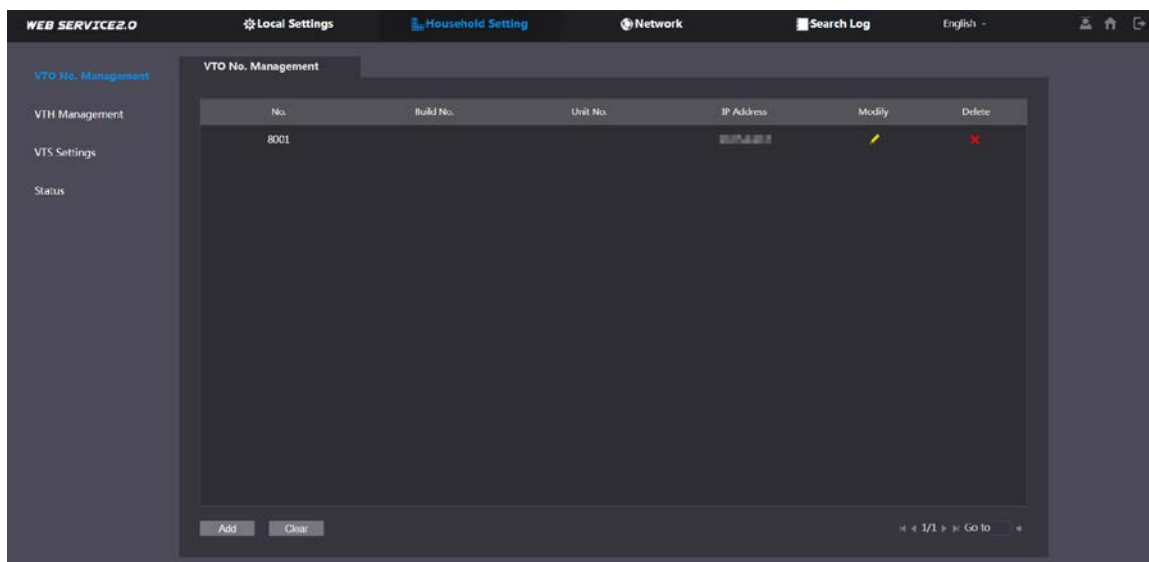 WEB SERVICE2.0 Local Settings Household Setting Network Search Log English
VTO No. Management
VTH Management
VTS Settings
Status
VTO No. Management
No. Build No. Unit No. IP Address Modify Delete
8001
Add Clear 1/1 Go to